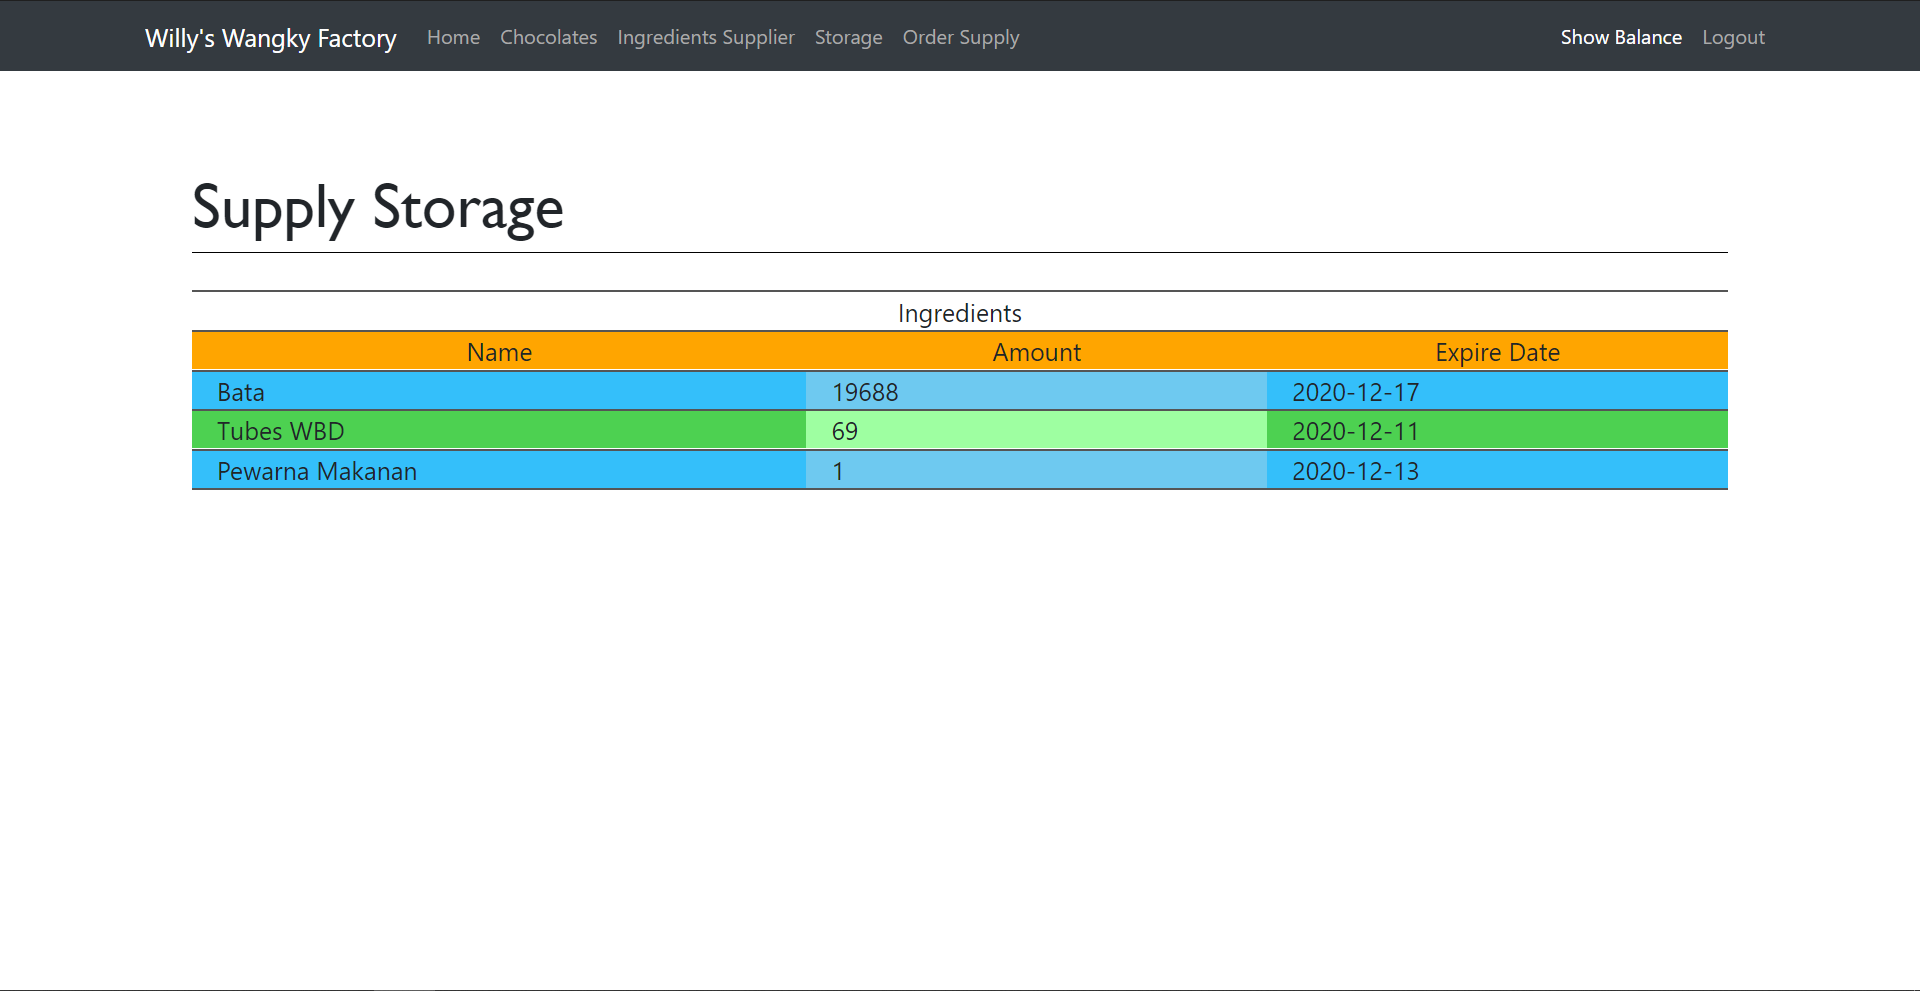 Willy's Wangky Factory Home Chocolates Ingredients Supplier Storage Order Supply Show Balance Logout
Supply Storage
Ingredients
Name Amount Expire Date
Bata 19688 2020-12-17
Tubes WBD 69 2020-12-11
Pewarna Makanan 1 2020-12-13